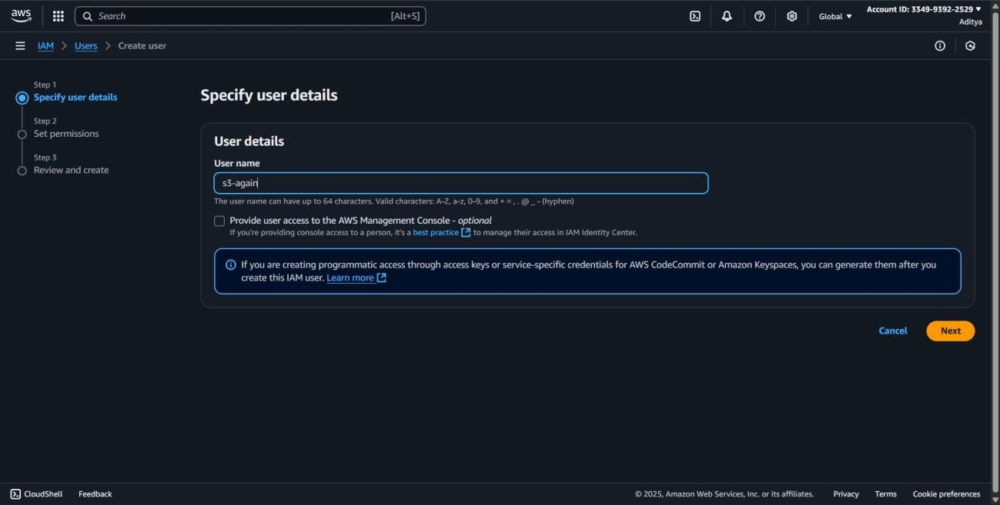 aws
Search [Alt+S]
Global ▼
Account ID: 3349-9392-2529 ▼
Aditya
IAM > Users > Create user
Step 1
Specify user details
Step 2
Set permissions
Step 3
Review and create
Specify user details
User details
User name
s3-again
The user name can have up to 64 characters. Valid characters: A-Z, a-z, 0-9, and + = , . @ _ - (hyphen)
Provide user access to the AWS Management Console - optional
If you're providing console access to a person, it's a best practice to manage their access in IAM Identity Center.
If you are creating programmatic access through access keys or service-specific credentials for AWS CodeCommit or Amazon Keyspaces, you can generate them after you
create this IAM user. Learn more
Cancel
Next
CloudShell
Feedback
© 2025, Amazon Web Services, Inc. or its affiliates.
Privacy
Terms
Cookie preferences